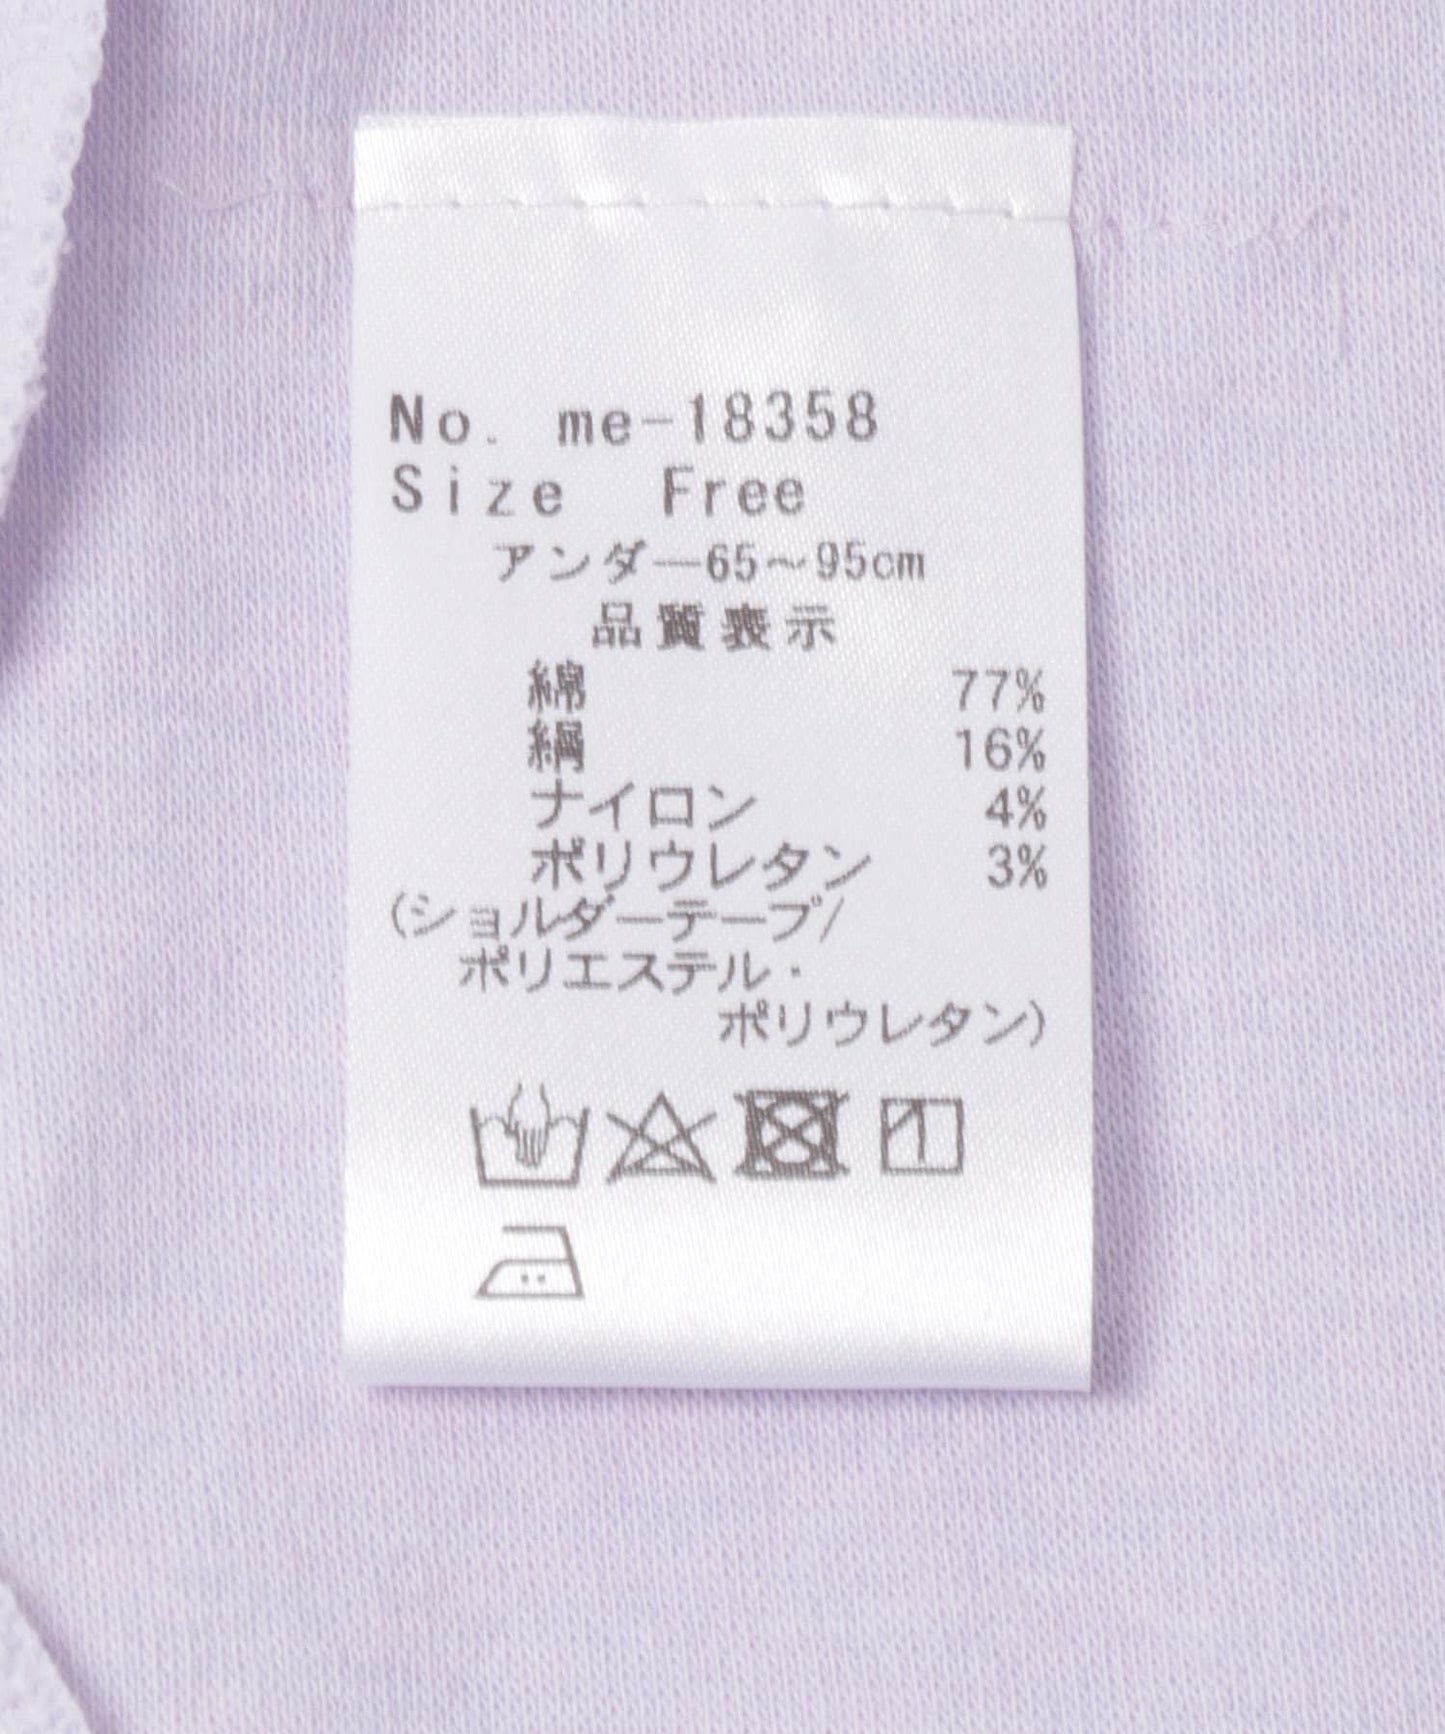 No. me-18358
Size Free
アンダー65～95cm
品質表示
綿 77%
絹 16%
ナイロン 4%
ポリウレタン 3%
(ショルダーテープ/
ポリエステル・
ポリウレタン)